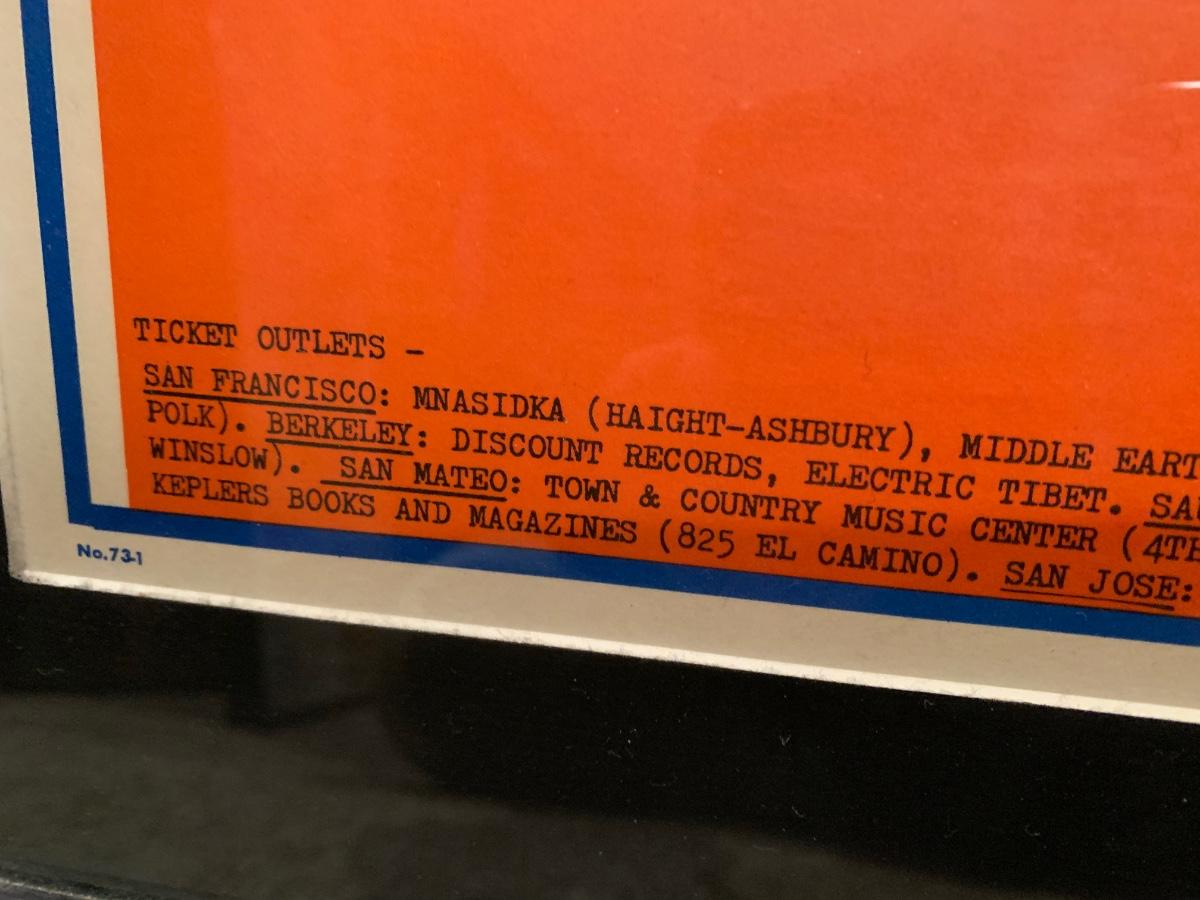 TICKET OUTLETS -
SAN FRANCISCO: MNASIDKA (HAIGHT-ASHBURY), MIDDLE EART
POLK). BERKELEY: DISCOUNT RECORDS, ELECTRIC TIBET. SAU
WINSLOW). SAN MATEO: TOWN & COUNTRY MUSIC CENTER (4TH
KEPLERS BOOKS AND MAGAZINES (825 EL CAMINO). SAN JOSE:
No.73-1